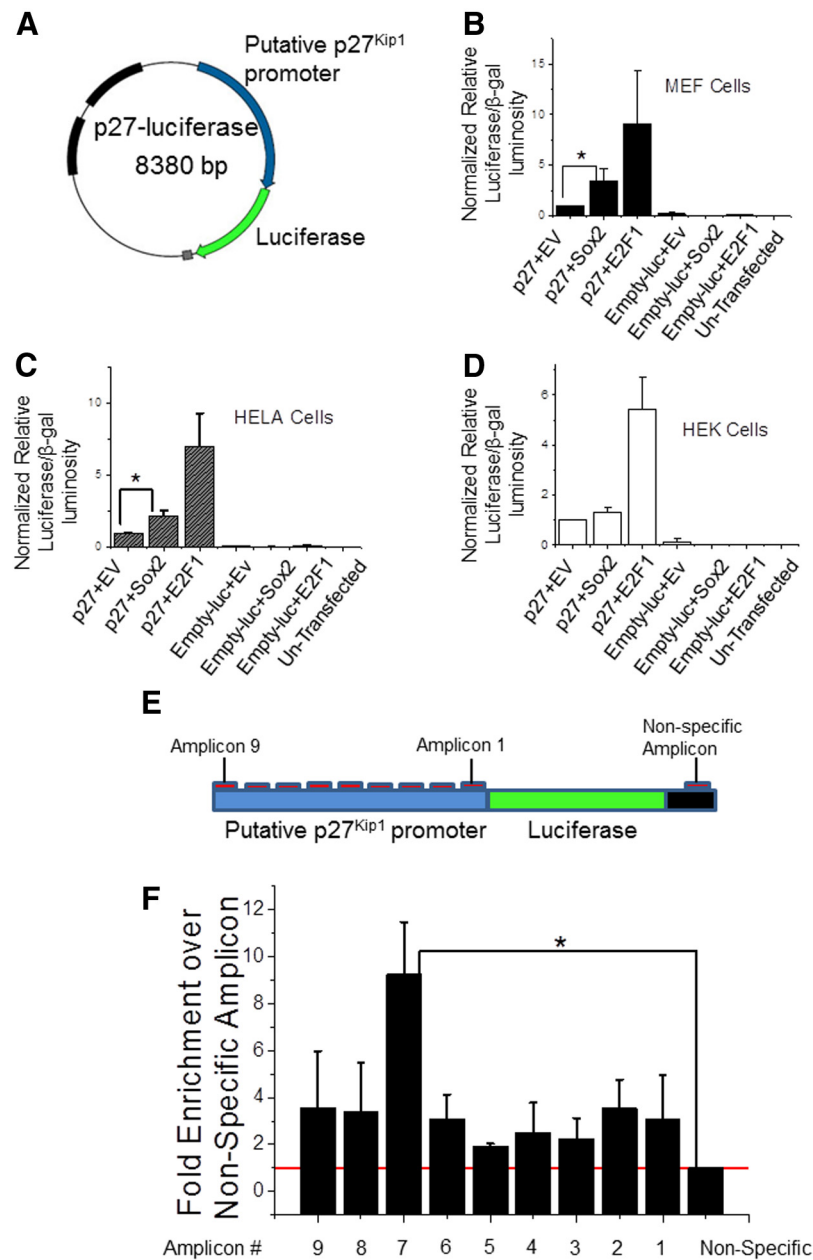 A
Putative p27Kip1
promoter
p27-luciframe
8380 bp
Luciferase
B
Normalized Relative
Luciferase/β-gal
luminosity
15
10
5
0
MEF Cells
*
p27+EV
p27+Sox2
p27+E2F1
Empty-luc+Ev
Empty-luc+Sox2
Empty-luc+E2F1
Un-Transfected
C
Normalized Relative
Luciferase/β-gal
luminosity
10
5
0
HELA Cells
*
p27+EV
p27+Sox2
p27+E2F1
Empty-luc+Ev
Empty-luc+Sox2
Empty-luc+E2F1
Un-Transfected
D
Normalized Relative
Luciferase/β-gal
luminosity
6
4
2
0
HEK Cells
p27+EV
p27+Sox2
p27+E2F1
Empty-luc+Ev
Empty-luc+Sox2
Empty-luc+E2F1
Un-Transfected
E
Amplicon 9
Amplicon 1
Non-specific
Amplicon
Putative p27Kip1 promoter
Luciferase
F
Fold Enrichment over
Non-Specific Amplicon
12
10
8
6
4
2
0
*
Amplicon # 9 8 7 6 5 4 3 2 1 Non-Specific